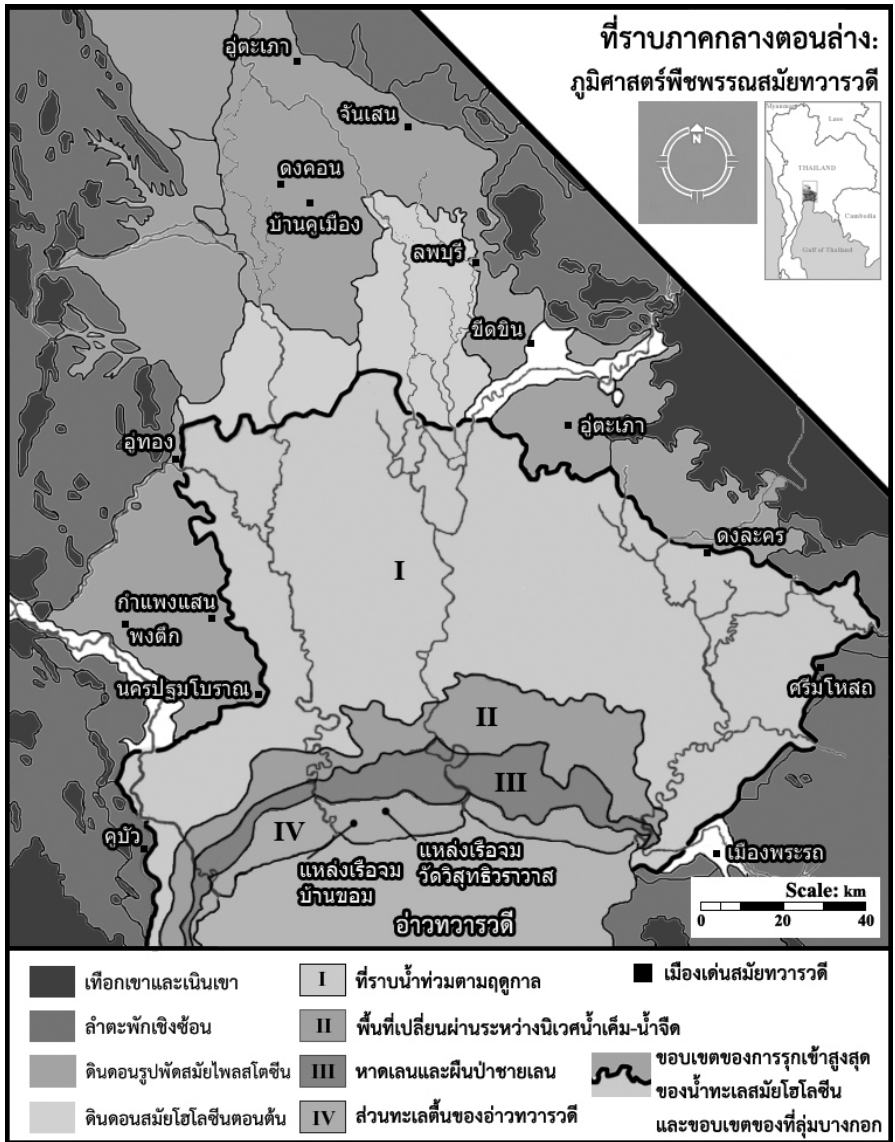 ที่ราบภาคกลางตอนล่าง:
ภูมิศาสตร์พืชพรรณสมัยทวารวดี
N
Myanmar
Laos
THAILAND
Cambodia
Gulf of Thailand
อู่ตะเภา
จันเสน
ดงคอน
บ้านคูเมือง
ลพบุรี
ขีดขิน
อู่ตะเภา
อู่ทอง
ดงละคร
I
กำแพงแสน
พงตึก
นครปฐมโบราณ
ศรีมโหสถ
II
III
IV
คูบัว
แหล่งเรือจม
บ้านขอม
แหล่งเรือจม
วัดวิสุทธิวราวาส
เมืองพระรถ
อ่าวทวารวดี
Scale: km
0 20 40
เทือกเขาและเนินเขา
ลำตะพักเชิงซ้อน
ดินดอนรูปพัดสมัยไพลสโตซีน
ดินดอนสมัยโฮโลซีนตอนต้น
I ที่ราบน้ำท่วมตามฤดูกาล
II พื้นที่เปลี่ยนผ่านระหว่างนิเวศน้ำเค็ม-น้ำจืด
III หาดเลนและผืนป่าชายเลน
IV ส่วนทะเลตื้นของอ่าวทวารวดี
เมืองเด่นสมัยทวารวดี
ขอบเขตของการรุกเข้าสูงสุด
ของน้ำทะเลสมัยโฮโลซีน
และขอบเขตของที่ลุ่มบางกอก